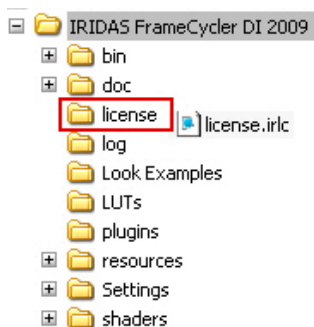 IRIDAS FrameCycler DI 2009
bin
doc
license
license.irlc
log
Look Examples
LUTs
plugins
resources
Settings
shaders